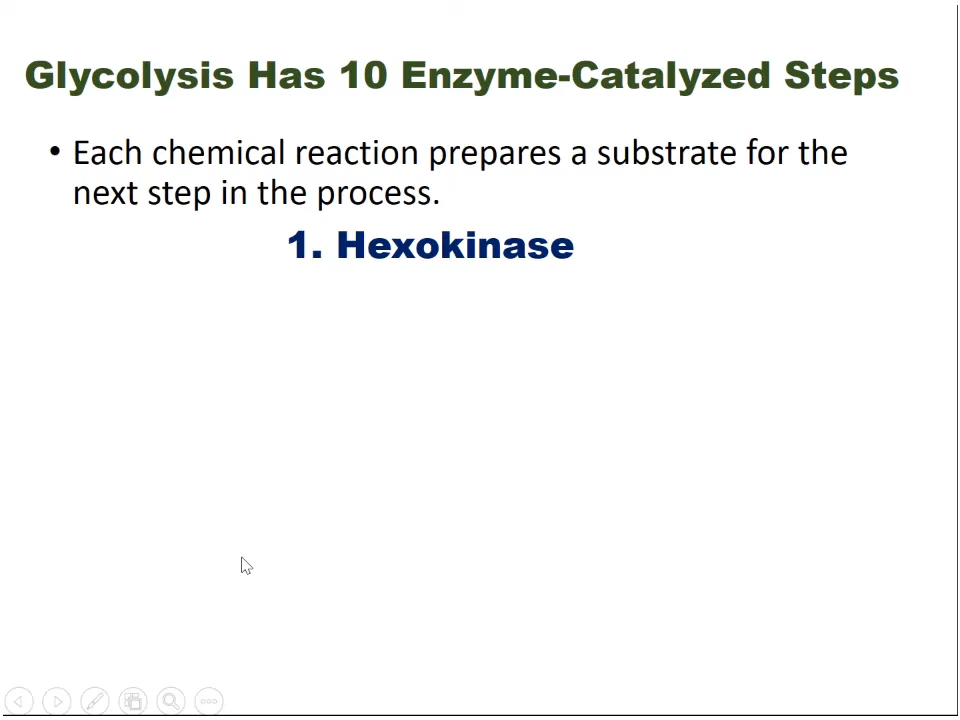 Glycolysis Has 10 Enzyme-Catalyzed Steps
• Each chemical reaction prepares a substrate for the
next step in the process.
1. Hexokinase